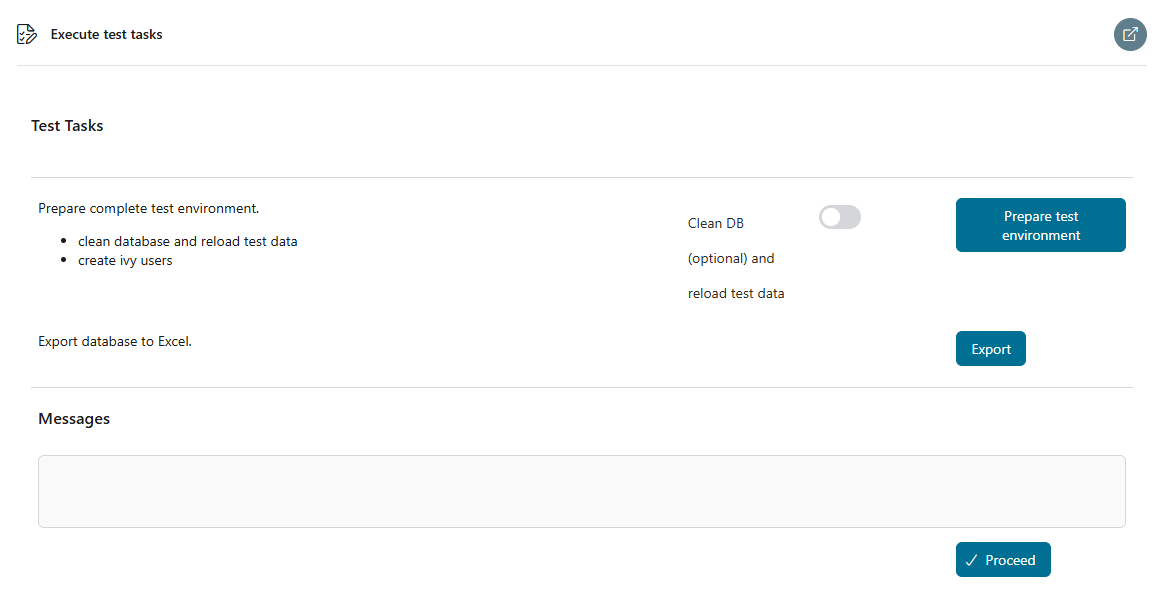 Execute test tasks
Test Tasks
Prepare complete test environment.
clean database and reload test data
create ivy users
Clean DB
(optional) and
reload test data
Prepare test
environment
Export database to Excel.
Export
Messages
Proceed